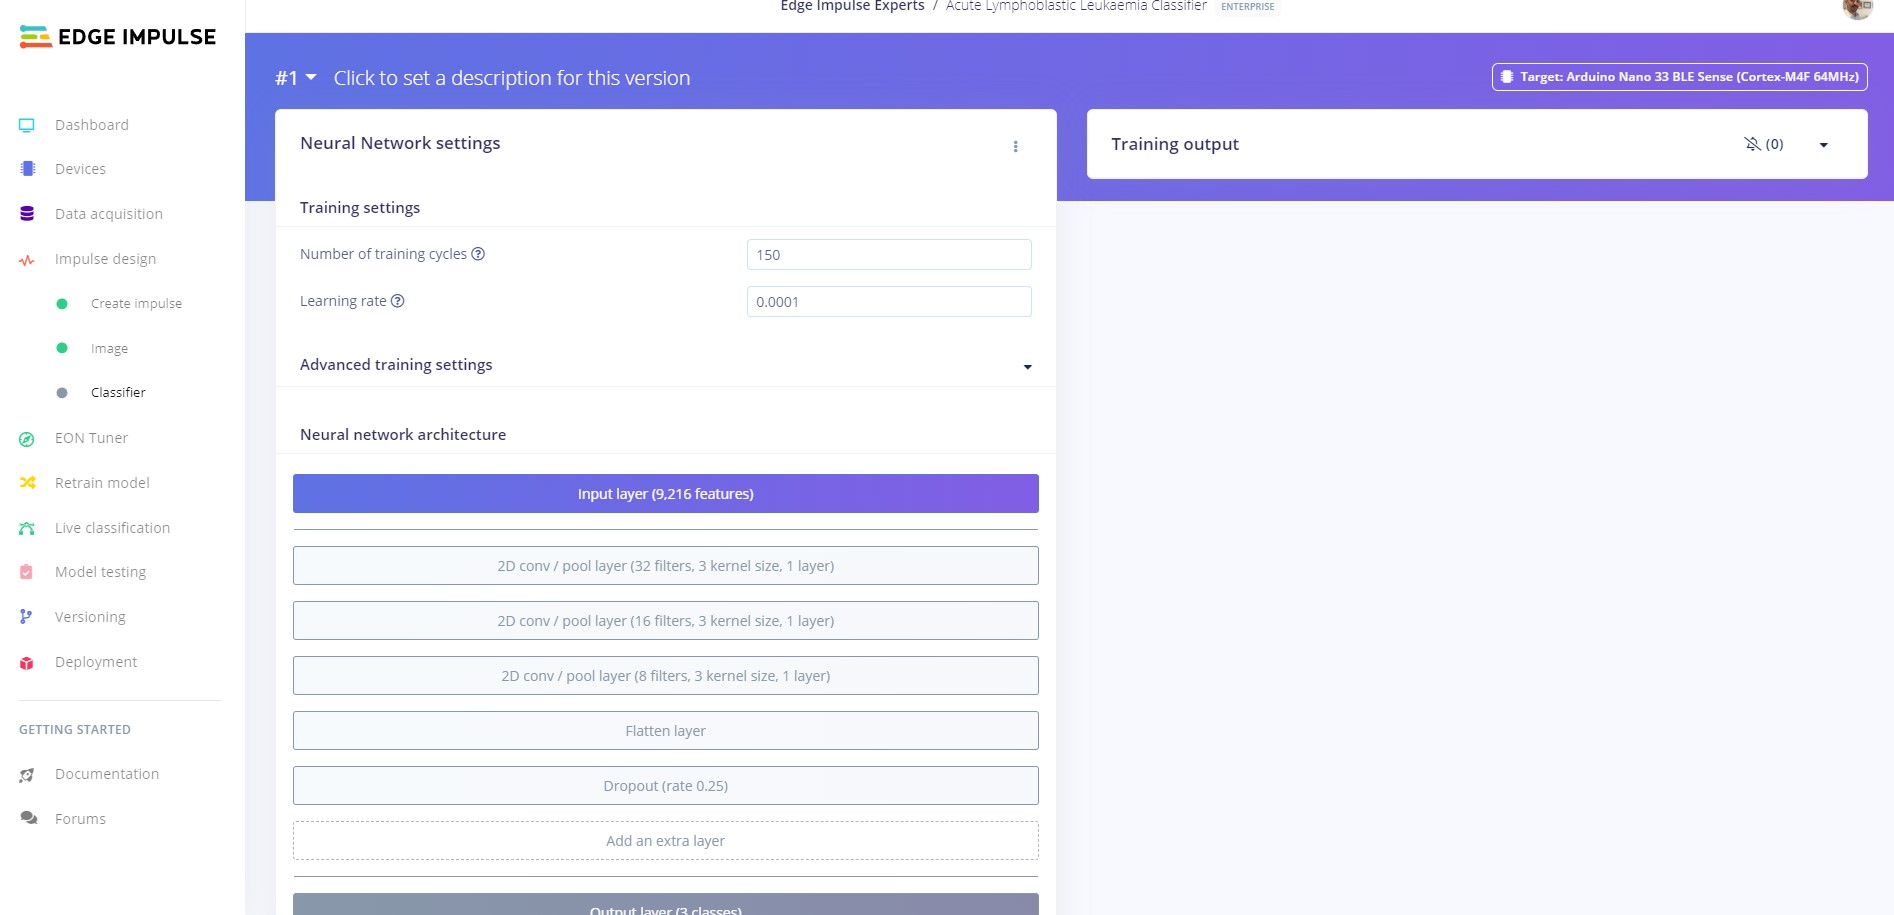 Edge Impulse Experts / Acute Lymphoblastic Leukaemia Classifier ENTERPRISE
EDGE IMPULSE
Dashboard
Devices
Data acquisition
Impulse design
Create impulse
Image
Classifier
EON Tuner
Retrain model
Live classification
Model testing
Versioning
Deployment
GETTING STARTED
Documentation
Forums
#1 Click to set a description for this version
Target: Arduino Nano 33 BLE Sense (Cortex-M4F 64MHz)
Neural Network settings
Training settings
Number of training cycles ? 150
Learning rate ? 0.0001
Advanced training settings
Neural network architecture
Input layer (9,216 features)
2D conv / pool layer (32 filters, 3 kernel size, 1 layer)
2D conv / pool layer (16 filters, 3 kernel size, 1 layer)
2D conv / pool layer (8 filters, 3 kernel size, 1 layer)
Flatten layer
Dropout (rate 0.25)
Add an extra layer
Output layer (3 classes)
Training output
(0)